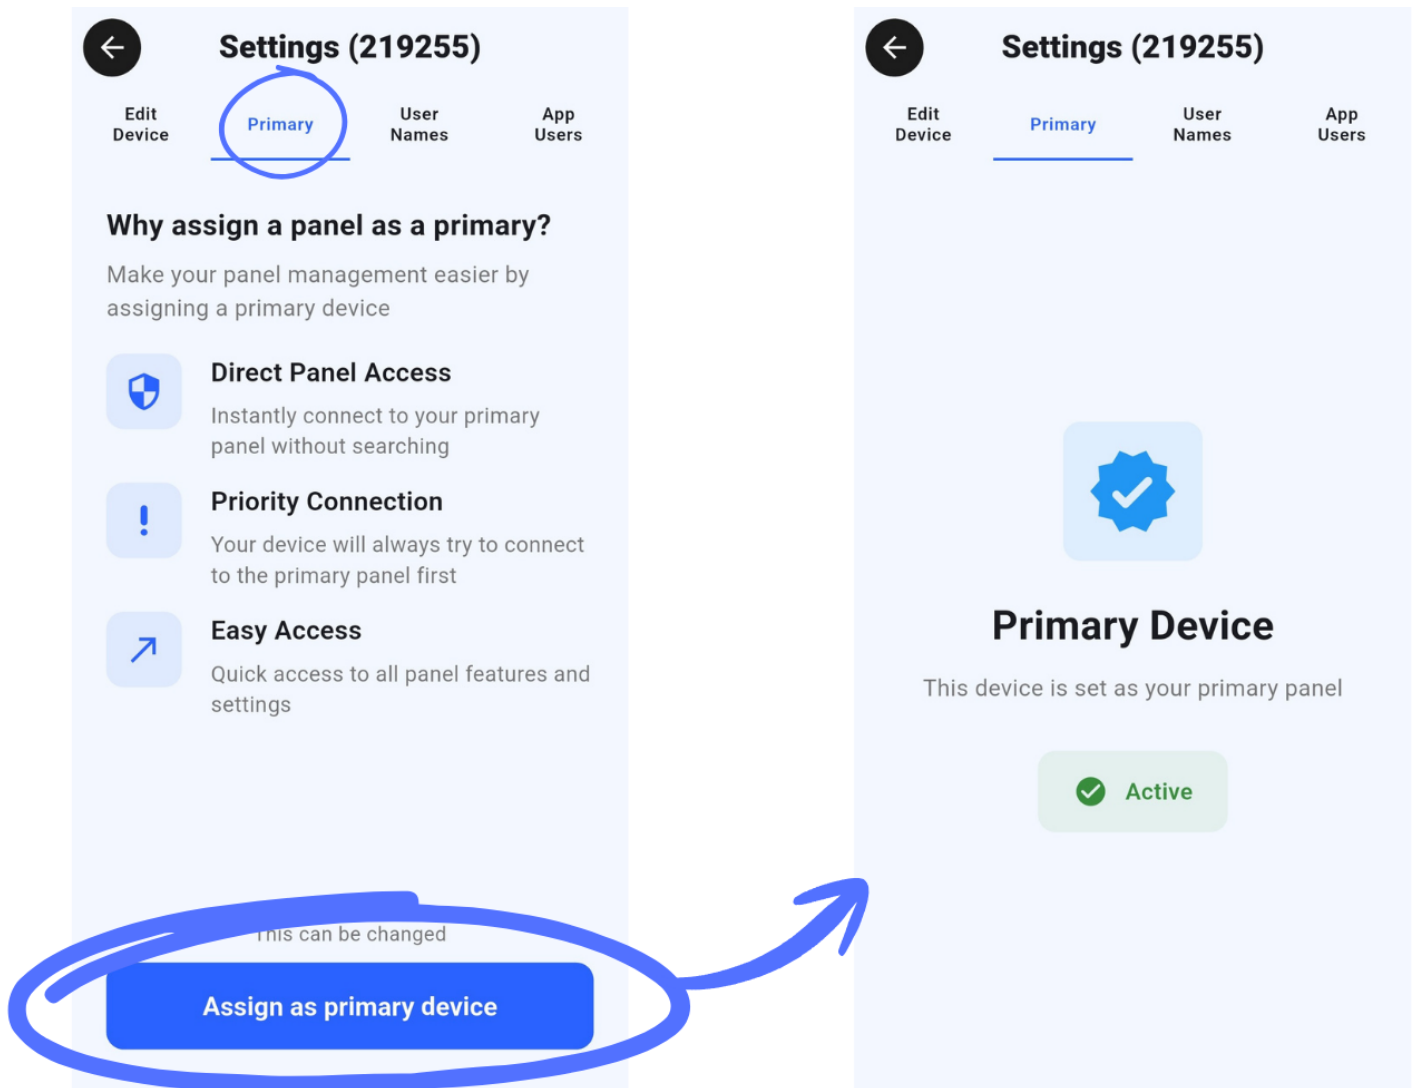 Settings (219255)
Edit
Device
Primary
User
Names
App
Users
Why assign a panel as a primary?
Make your panel management easier by
assigning a primary device
Direct Panel Access
Instantly connect to your primary
panel without searching
Priority Connection
Your device will always try to connect
to the primary panel first
Easy Access
Quick access to all panel features and
settings
This can be changed
Assign as primary device
Settings (219255)
Edit
Device
Primary
User
Names
App
Users
Primary Device
This device is set as your primary panel
Active